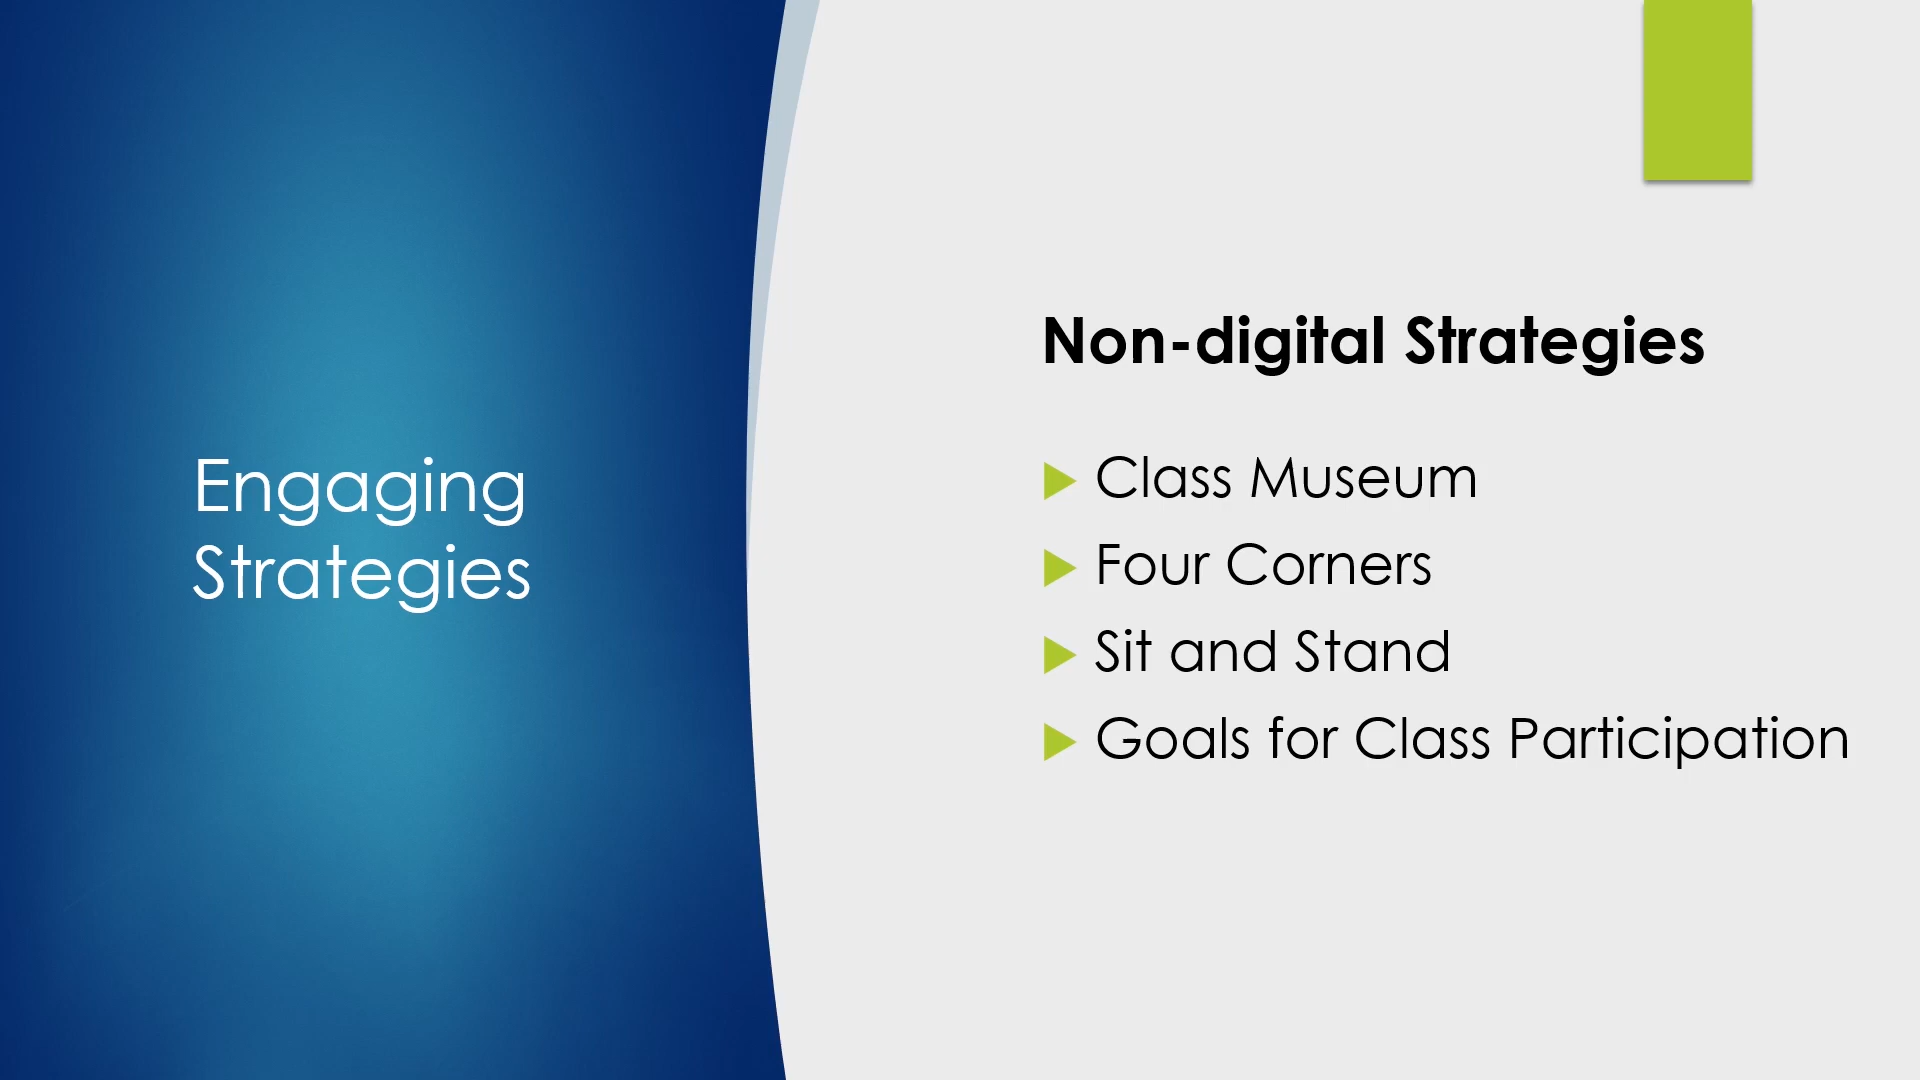 Engaging
Strategies
Non-digital Strategies
Class Museum
Four Corners
Sit and Stand
Goals for Class Participation